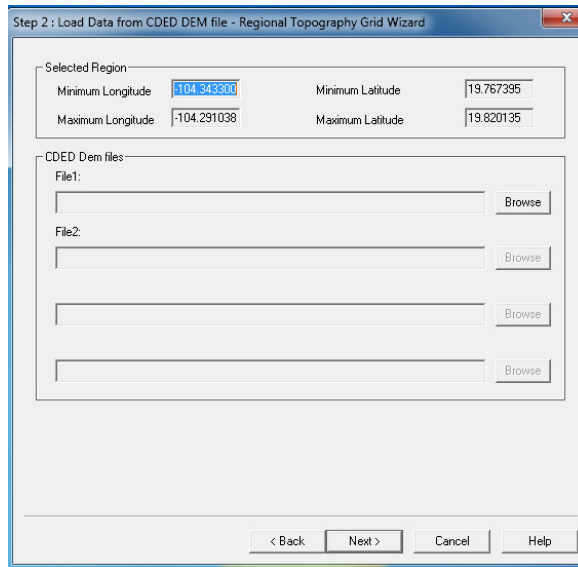 Step 2 : Load Data from CDED DEM file - Regional Topography Grid Wizard
Selected Region
Minimum Longitude -104.343300 Minimum Latitude 19.767395
Maximum Longitude -104.291038 Maximum Latitude 19.820135
CDED Dem files
File1:
Browse
File2:
Browse
Browse
Browse
< Back Next > Cancel Help